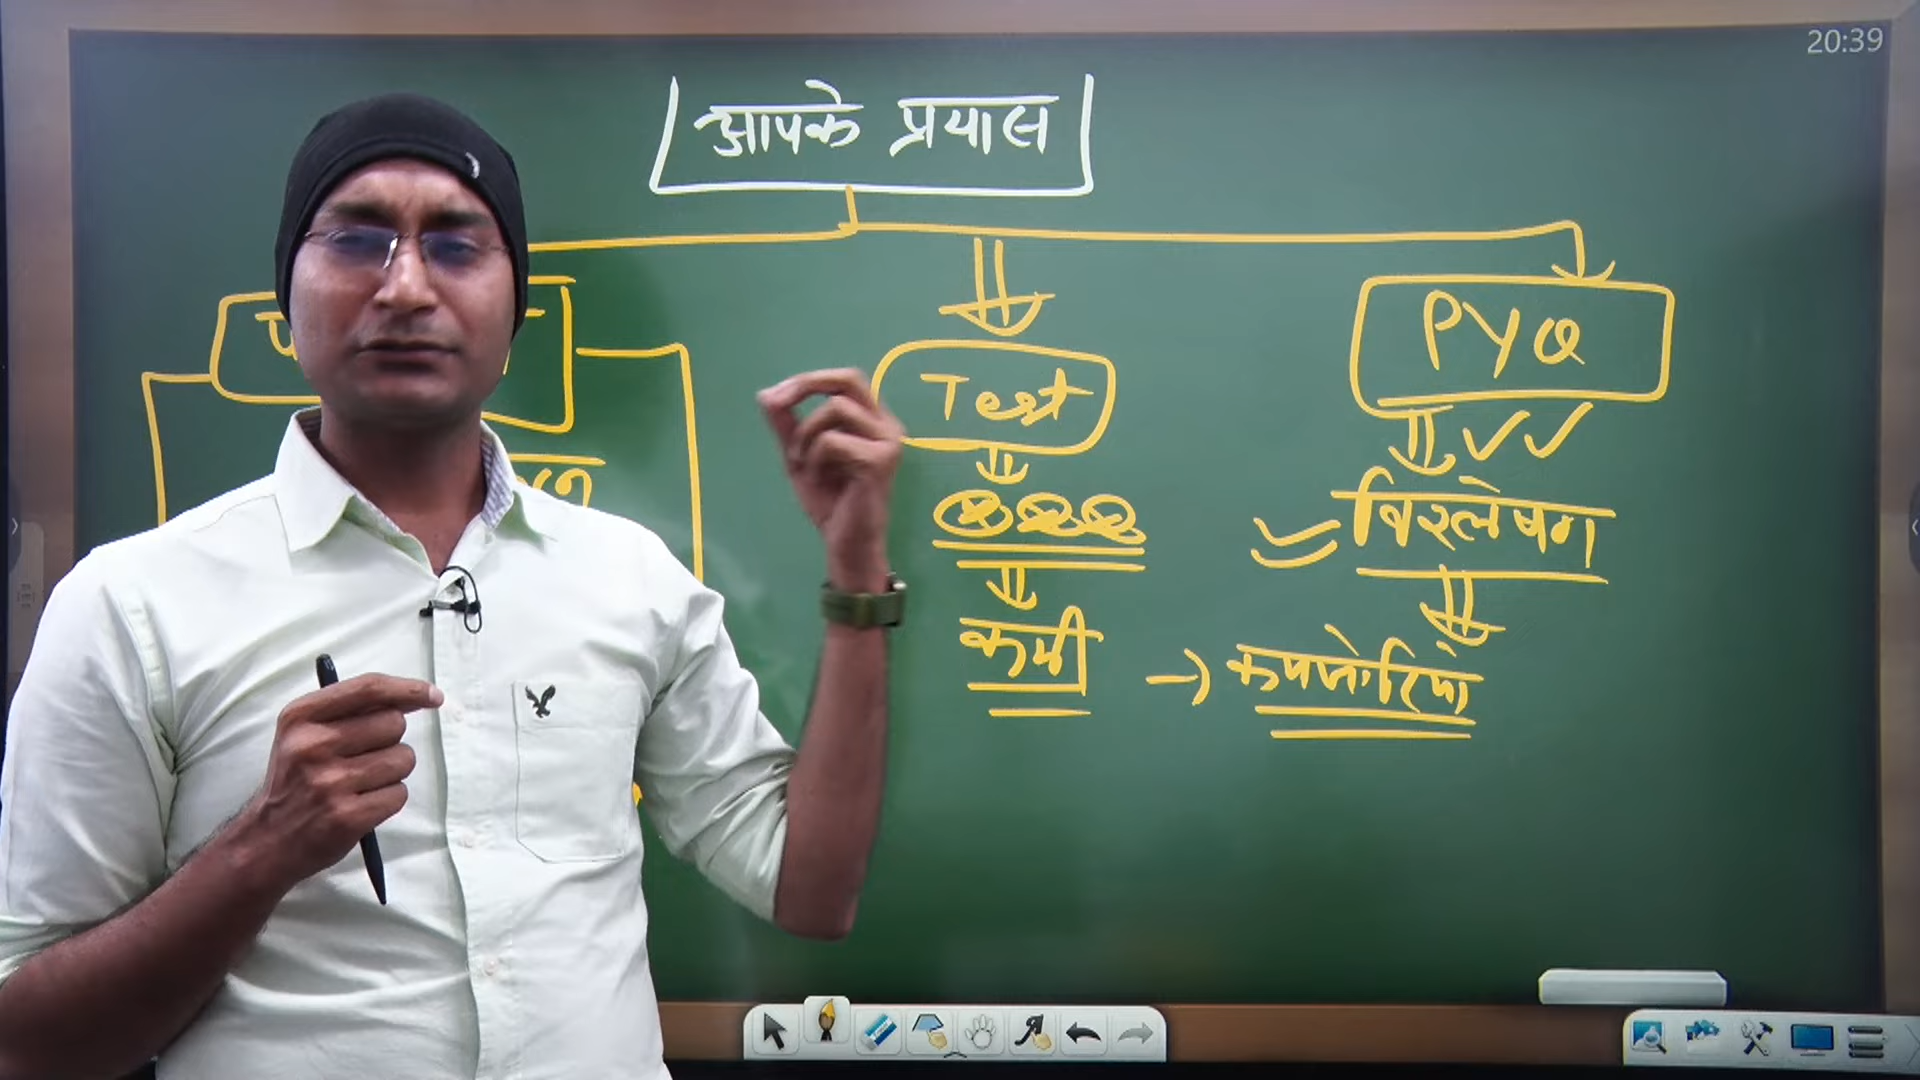 20:39
आपके प्रयास
Test
PYQ
विश्लेषण
कमी
कमजोरियों